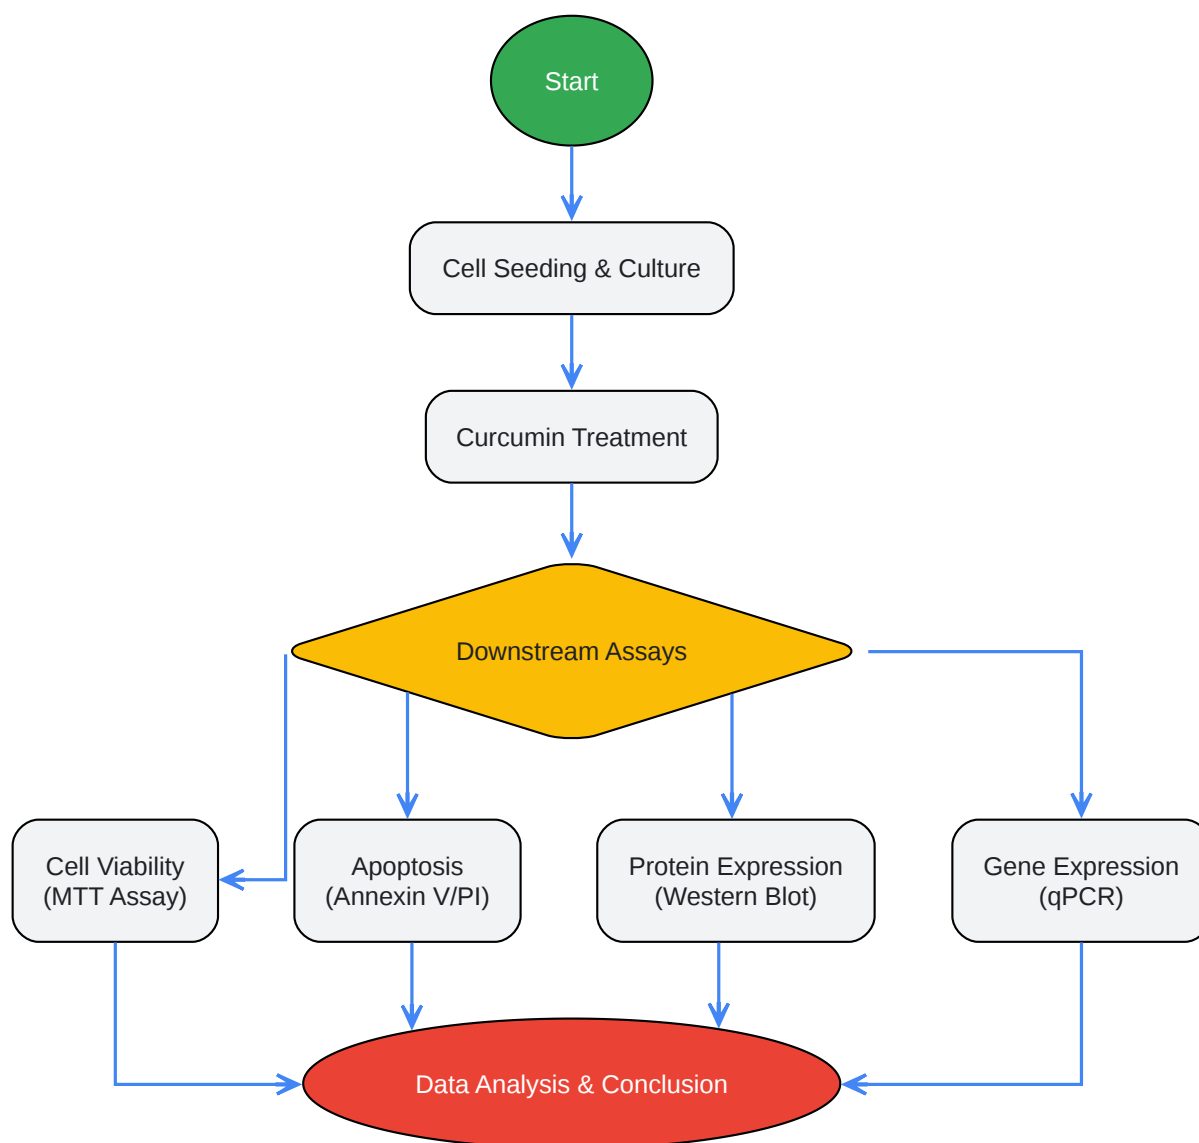 Start
Cell Seeding & Culture
Curcumin Treatment
Downstream Assays
Cell Viability
(MTT Assay)
Apoptosis
(Annexin V/PI)
Protein Expression
(Western Blot)
Gene Expression
(qPCR)
Data Analysis & Conclusion